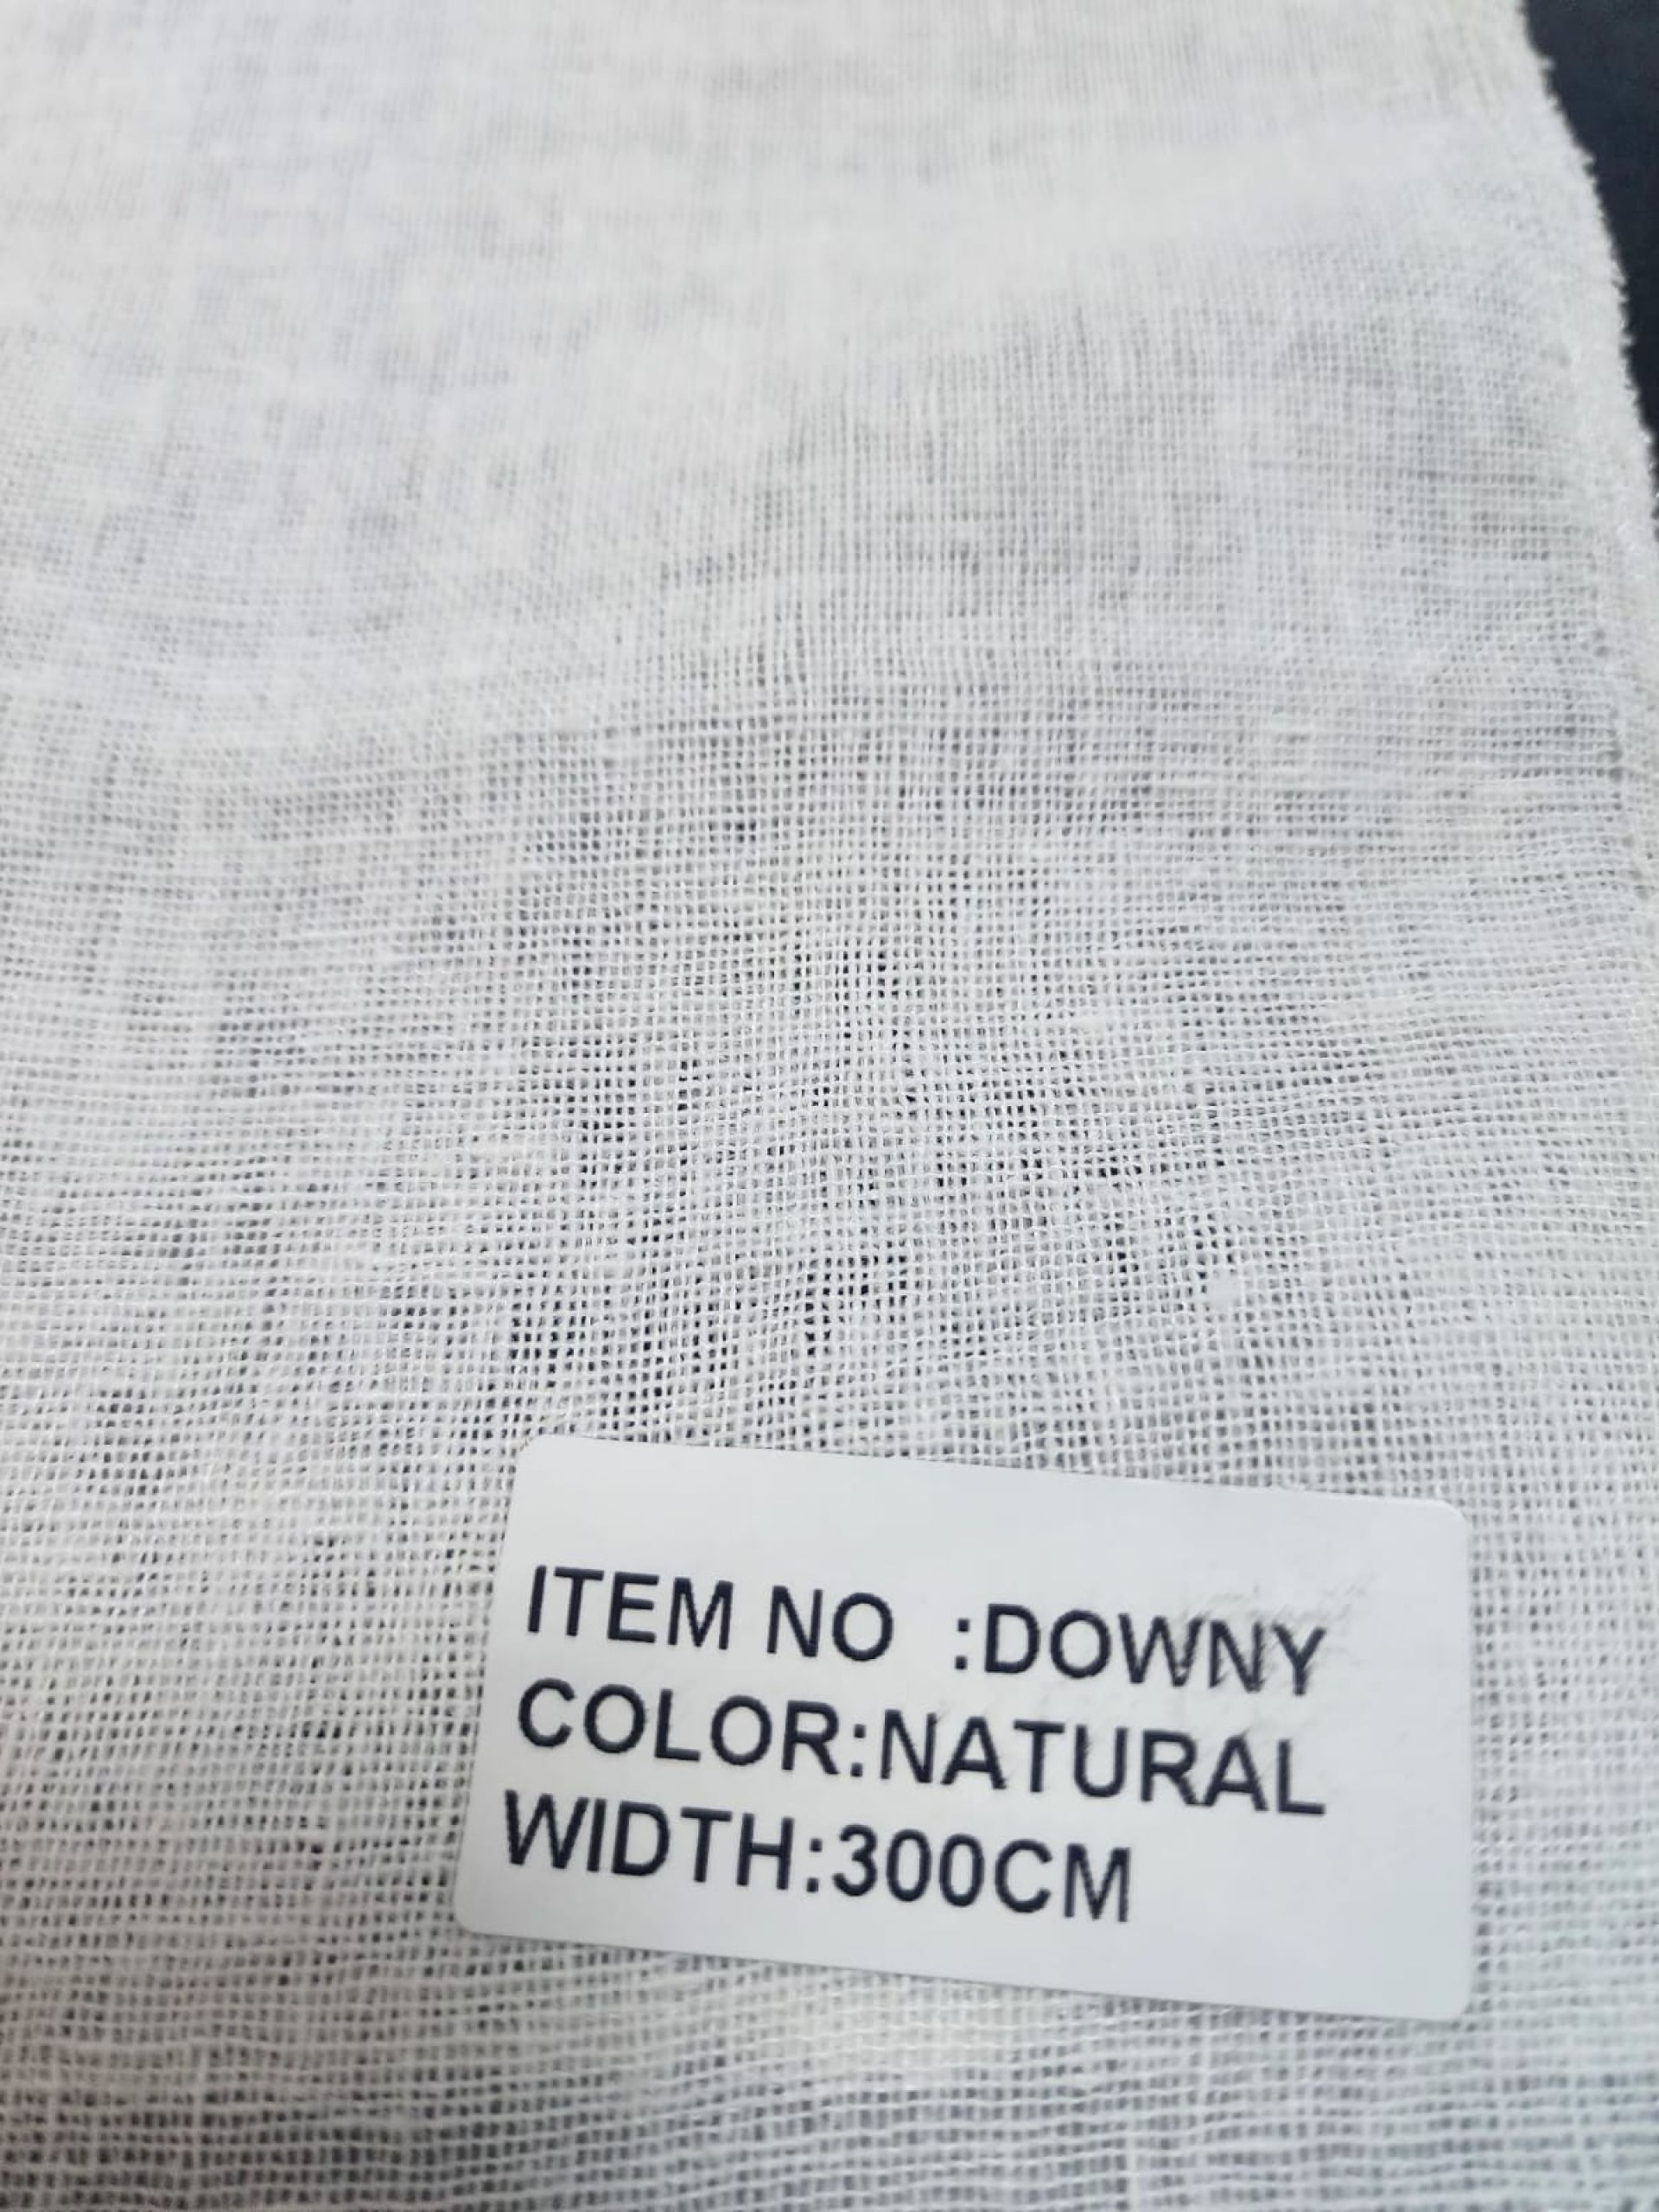 ITEM NO  :DOWNY
COLOR:NATURAL
WIDTH:300CM